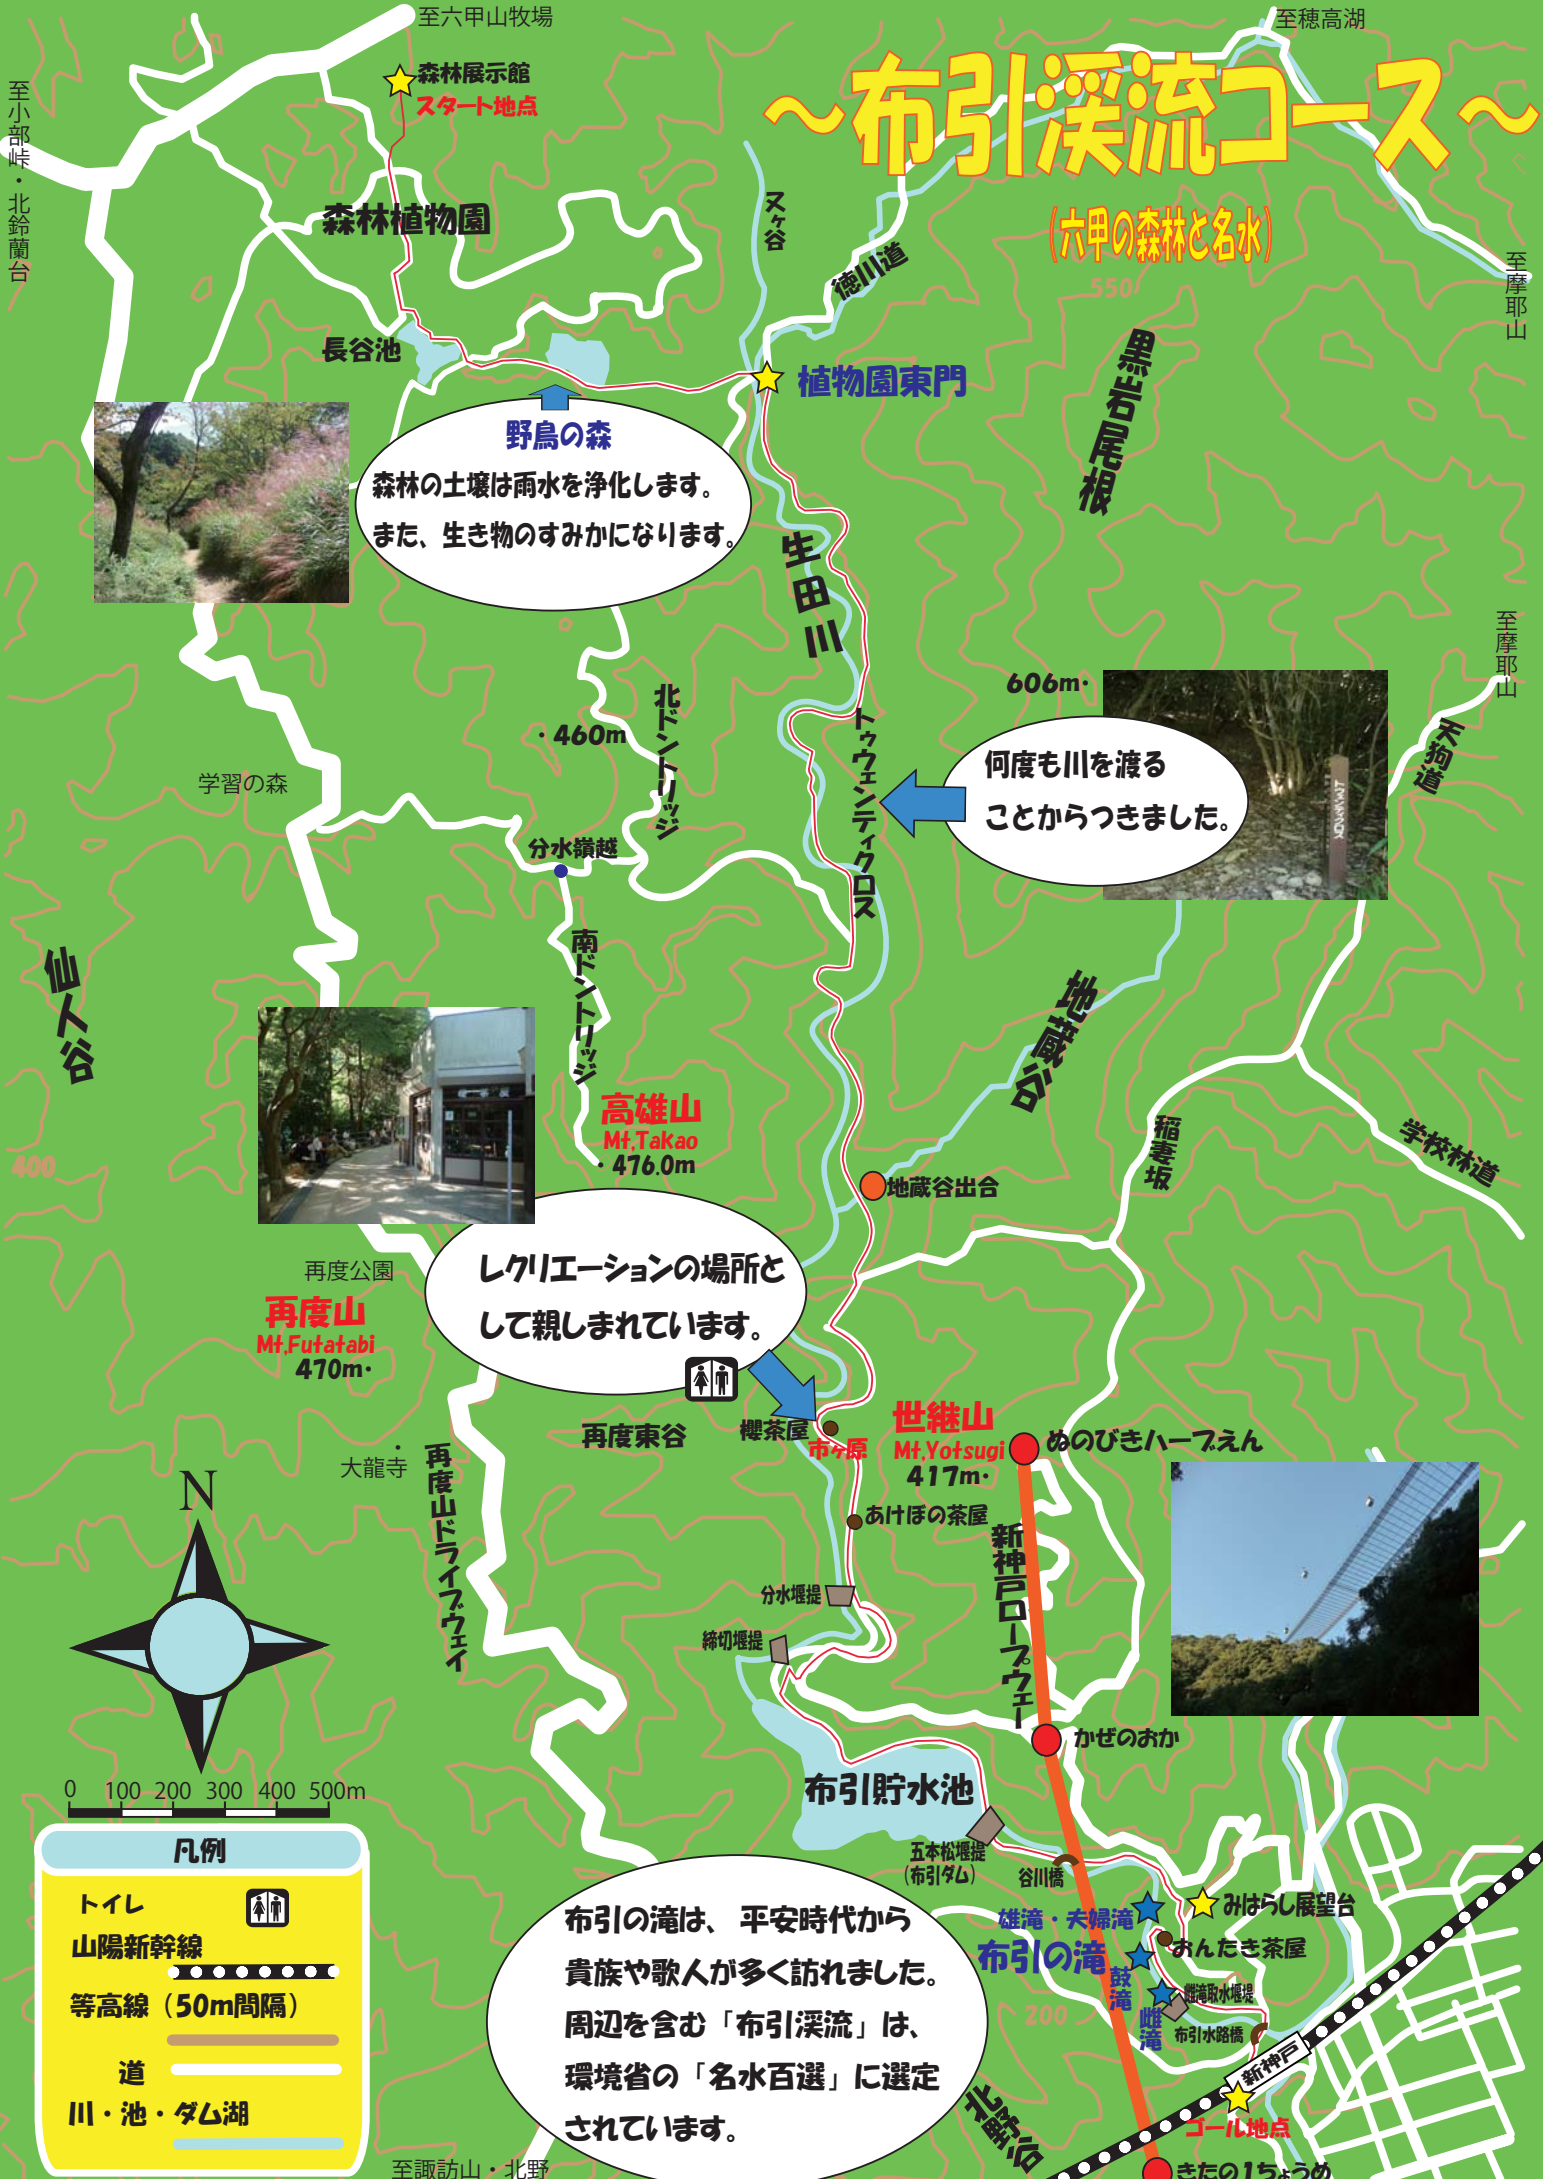 至六甲山牧場
至穂高湖
森林展示館
スタート地点
～布引渓流コース～
(六甲の森林と名水)
至小部峠・北鈴蘭台
森林植物園
又ヶ谷
徳川道
550
至摩耶山
長谷池
植物園東門
黒岩尾根
野鳥の森
森林の土壌は雨水を浄化します。
また、生き物のすみかになります。
生田川
至摩耶山
606m・
北ドントリッジ
・460m
トゥウェンティクロス
天狗道
何度も川を渡る
ことからつきました。
トゥエンティクロス
学習の森
分水嶺越
南ドントリッジ
仙人谷
地蔵谷
高雄山
Mt,Takao
・476.0m
400
稲妻坂
学校林道
地蔵谷出合
レクリエーションの場所と
して親しまれています。
再度公園
再度山
Mt,Futatabi
470m・
再度東谷
櫻茶屋
市ヶ原
世継山
Mt,Yotsugi
417m・
ぬのびきハーブえん
・
大龍寺
再度山ドライブウェイ
N
あけぼの茶屋
新神戸ロープウェー
分水堰堤
締切堰堤
かぜのおか
布引貯水池
0 100 200 300 400 500m
五本松堰堤
(布引ダム)
谷川橋
凡例
トイレ
山陽新幹線
等高線（50m間隔）
道
川・池・ダム湖
布引の滝は、平安時代から
貴族や歌人が多く訪れました。
周辺を含む「布引渓流」は、
環境省の「名水百選」に選定
されています。
みはらし展望台
雄滝・夫婦滝
おんたき茶屋
布引の滝
鼓滝
雌滝取水堰堤
200
雌滝
布引水路橋
新神戸
北野谷
ゴール地点
至諏訪山・北野
きたの1ちょうめ